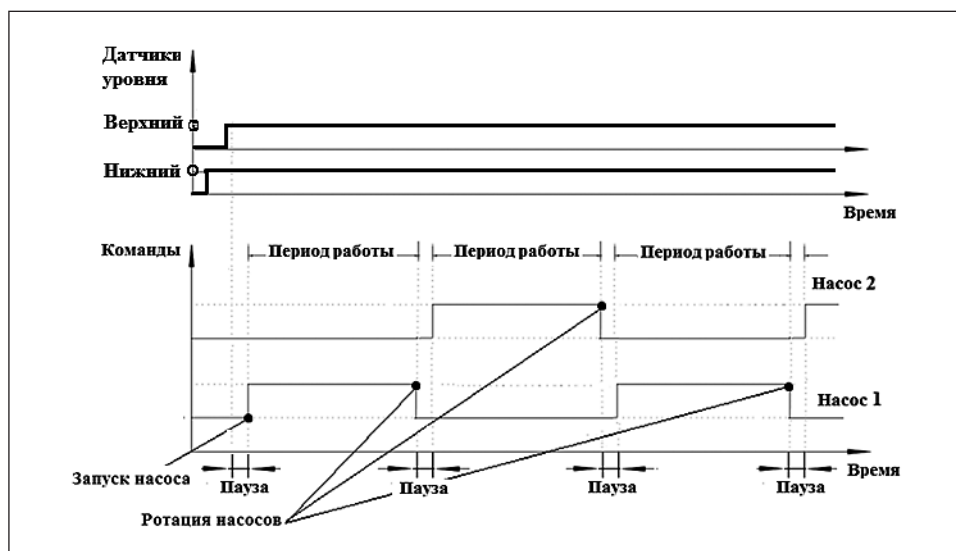 Датчики
уровня
Верхний
Нижний
Время
Команды
Период работы
Период работы
Период работы
Насос 2
Насос 1
Время
Запуск насоса
Пауза
Пауза
Пауза
Пауза
Ротация насосов